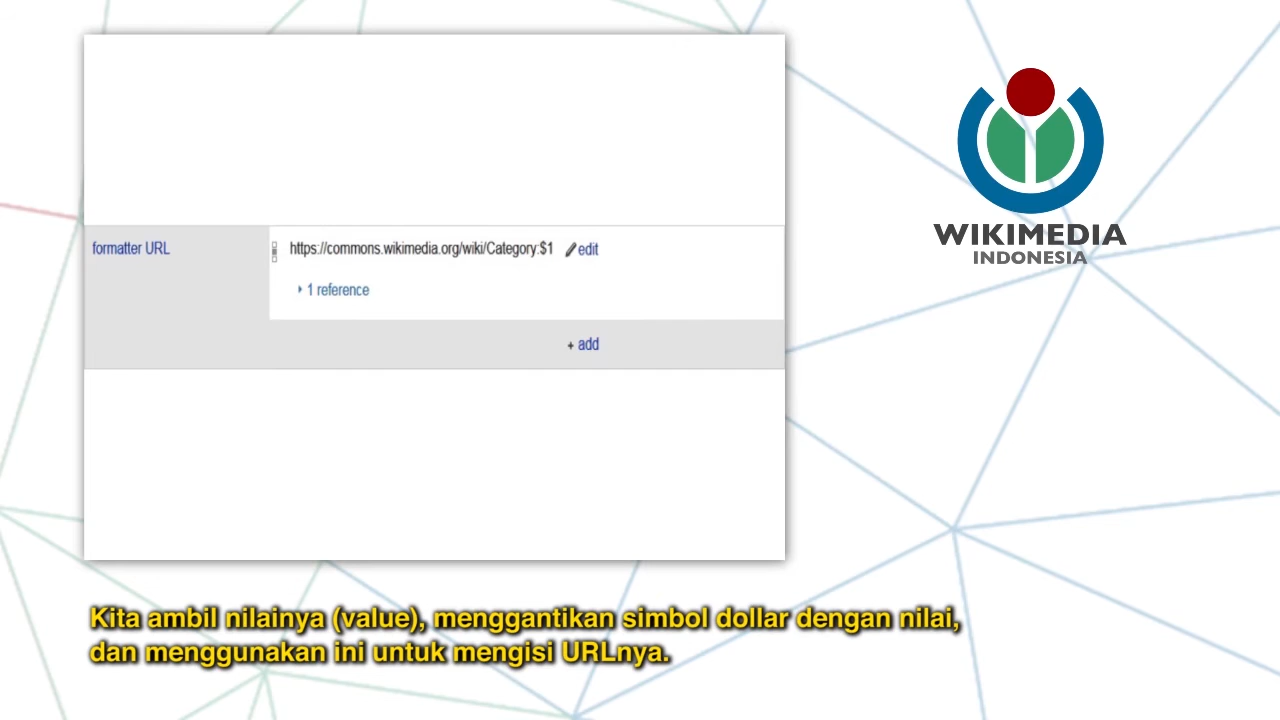 formatter URL
https://commons.wikimedia.org/wiki/Category:$1
edit
1 reference
+ add
WIKIMEDIA
INDONESIA
Kita ambil nilainya (value), menggantikan simbol dollar dengan nilai,
dan menggunakan ini untuk mengisi URLnya.